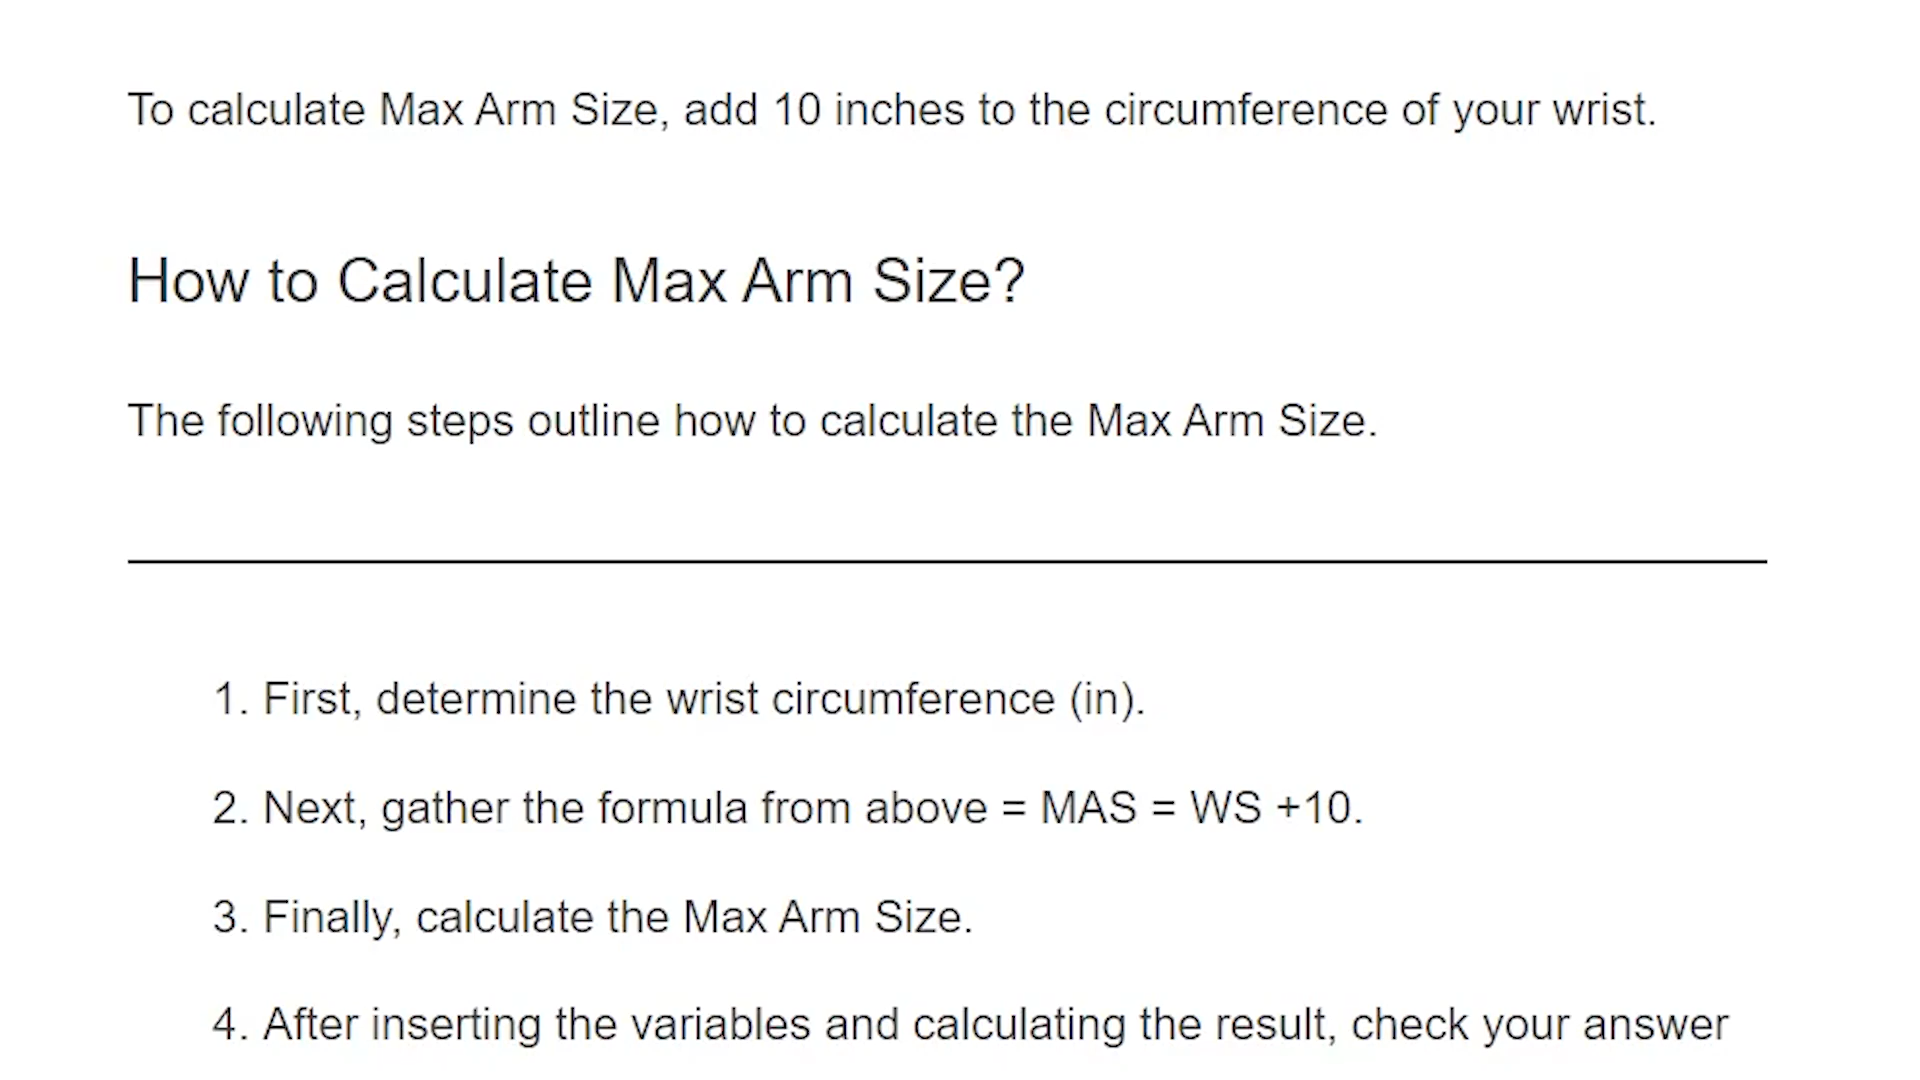 To calculate Max Arm Size, add 10 inches to the circumference of your wrist.
How to Calculate Max Arm Size?
The following steps outline how to calculate the Max Arm Size.
1. First, determine the wrist circumference (in).
2. Next, gather the formula from above = MAS = WS +10.
3. Finally, calculate the Max Arm Size.
4. After inserting the variables and calculating the result, check your answer